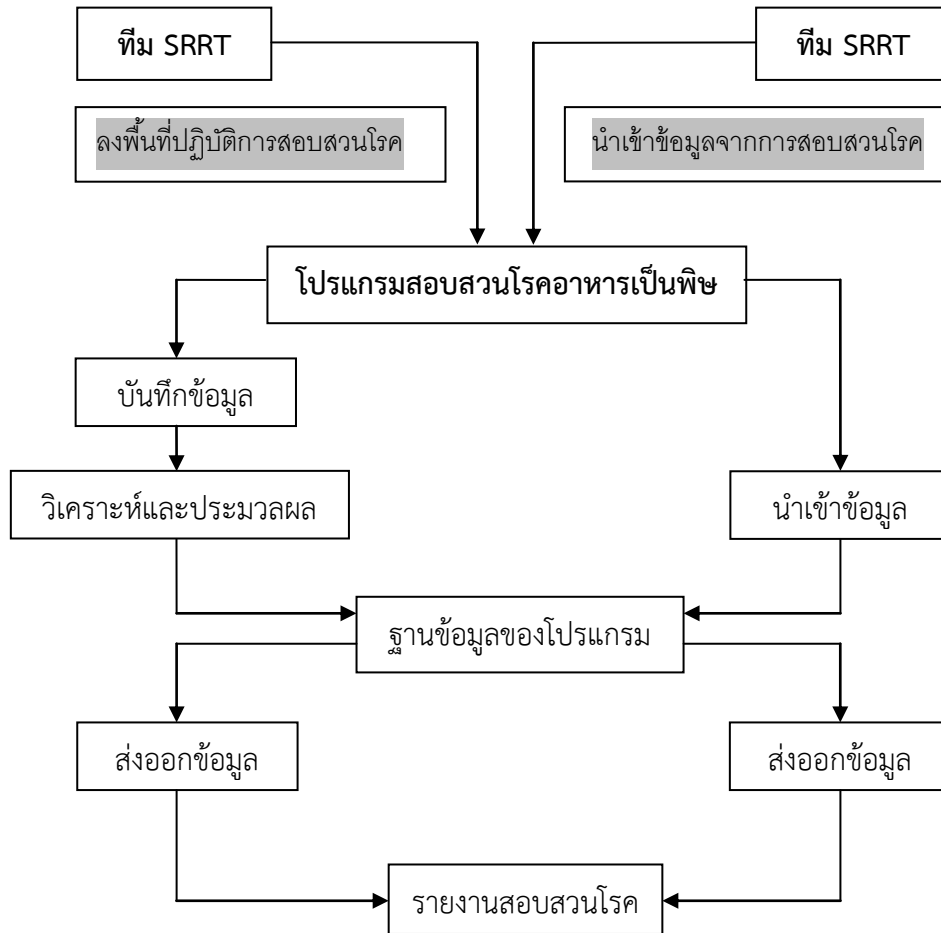 ทีม SRRT
ทีม SRRT
ลงพื้นที่ปฏิบัติการสอบสวนโรค
นำเข้าข้อมูลจากการสอบสวนโรค
โปรแกรมสอบสวนโรคอาหารเป็นพิษ
บันทึกข้อมูล
วิเคราะห์และประมวลผล
นำเข้าข้อมูล
ฐานข้อมูลของโปรแกรม
ส่งออกข้อมูล
ส่งออกข้อมูล
รายงานสอบสวนโรค